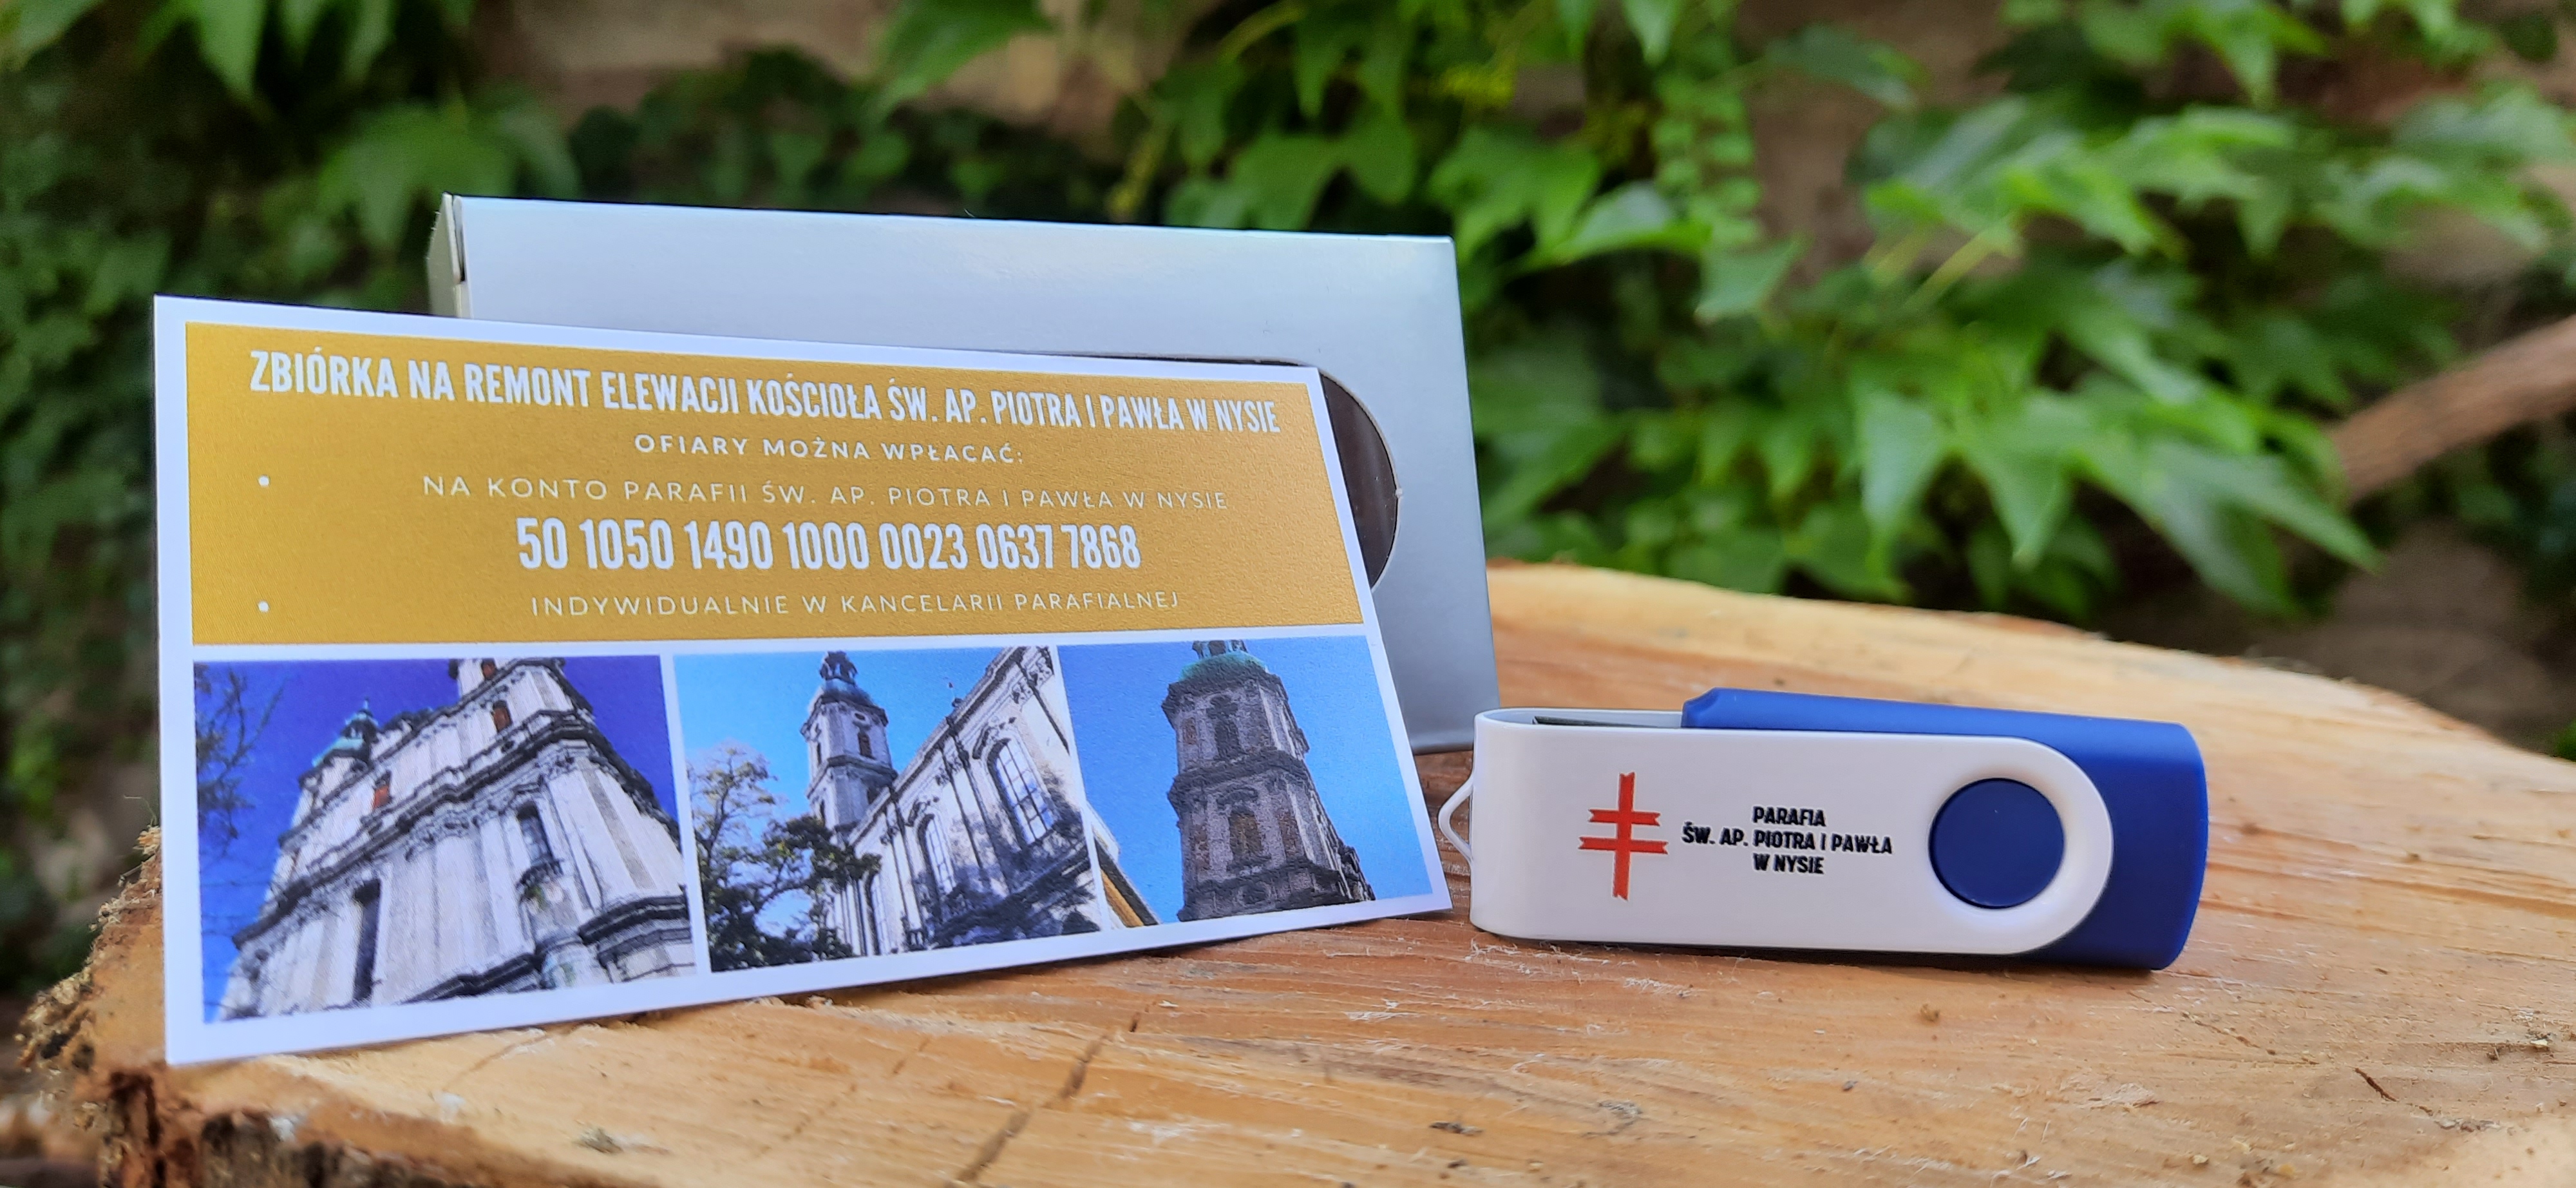 ZBIÓRKA NA REMONT ELEWACJI KOŚCIOŁA ŚW. AP. PIOTRA I PAWŁA W NYSIE
OFIARY MOŻNA WPŁACAĆ:
• NA KONTO PARAFII ŚW. AP. PIOTRA I PAWŁA W NYSIE
50 1050 1490 1000 0023 0637 7868
• INDYWIDUALNIE W KANCELARII PARAFIALNEJ
PARAFIA
ŚW. AP. PIOTRA I PAWŁA
W NYSIE